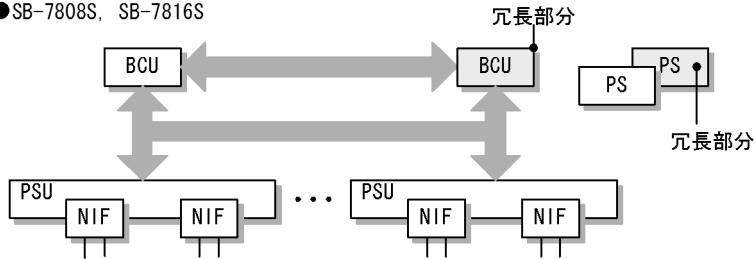 ●SB-7808S, SB-7816S
冗長部分
BCU
BCU
PS
PS
冗長部分
PSU
NIF
NIF
・・・
PSU
NIF
NIF